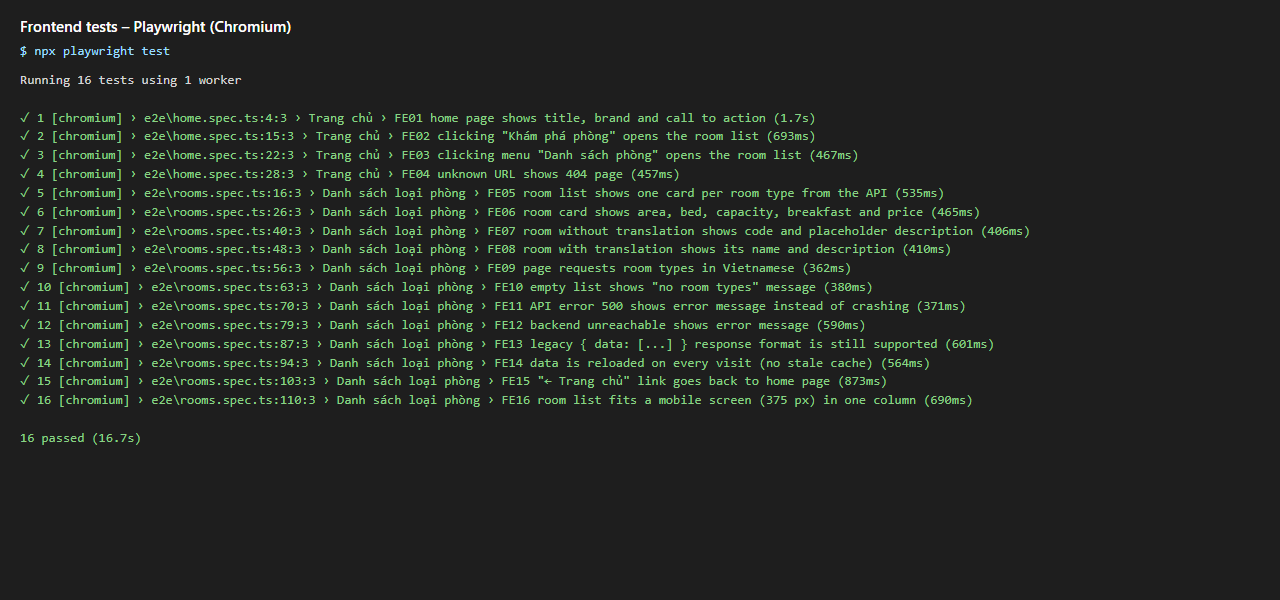 Frontend tests – Playwright (Chromium)
$ npx playwright test
Running 16 tests using 1 worker
✓ 1 [chromium] › e2e\home.spec.ts:4:3 › Trang chủ › FE01 home page shows title, brand and call to action (1.7s)
✓ 2 [chromium] › e2e\home.spec.ts:15:3 › Trang chủ › FE02 clicking "Khám phá phòng" opens the room list (693ms)
✓ 3 [chromium] › e2e\home.spec.ts:22:3 › Trang chủ › FE03 clicking menu "Danh sách phòng" opens the room list (467ms)
✓ 4 [chromium] › e2e\home.spec.ts:28:3 › Trang chủ › FE04 unknown URL shows 404 page (457ms)
✓ 5 [chromium] › e2e\rooms.spec.ts:16:3 › Danh sách loại phòng › FE05 room list shows one card per room type from the API (535ms)
✓ 6 [chromium] › e2e\rooms.spec.ts:26:3 › Danh sách loại phòng › FE06 room card shows area, bed, capacity, breakfast and price (465ms)
✓ 7 [chromium] › e2e\rooms.spec.ts:40:3 › Danh sách loại phòng › FE07 room without translation shows code and placeholder description (406ms)
✓ 8 [chromium] › e2e\rooms.spec.ts:48:3 › Danh sách loại phòng › FE08 room with translation shows its name and description (410ms)
✓ 9 [chromium] › e2e\rooms.spec.ts:56:3 › Danh sách loại phòng › FE09 page requests room types in Vietnamese (362ms)
✓ 10 [chromium] › e2e\rooms.spec.ts:63:3 › Danh sách loại phòng › FE10 empty list shows "no room types" message (380ms)
✓ 11 [chromium] › e2e\rooms.spec.ts:70:3 › Danh sách loại phòng › FE11 API error 500 shows error message instead of crashing (371ms)
✓ 12 [chromium] › e2e\rooms.spec.ts:79:3 › Danh sách loại phòng › FE12 backend unreachable shows error message (590ms)
✓ 13 [chromium] › e2e\rooms.spec.ts:87:3 › Danh sách loại phòng › FE13 legacy { data: [...] } response format is still supported (601ms)
✓ 14 [chromium] › e2e\rooms.spec.ts:94:3 › Danh sách loại phòng › FE14 data is reloaded on every visit (no stale cache) (564ms)
✓ 15 [chromium] › e2e\rooms.spec.ts:103:3 › Danh sách loại phòng › FE15 "← Trang chủ" link goes back to home page (873ms)
✓ 16 [chromium] › e2e\rooms.spec.ts:110:3 › Danh sách loại phòng › FE16 room list fits a mobile screen (375 px) in one column (690ms)
16 passed (16.7s)